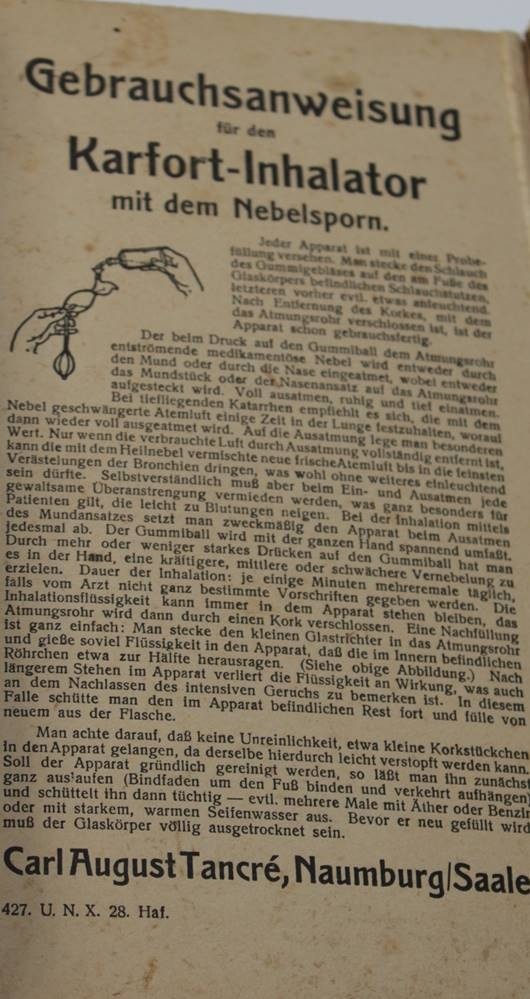 Gebrauchsanweisung
für den
Karfort-Inhalator
mit dem Nebelsporn.
Jeder Apparat ist mit einer Probe-
füllung versehen. Man stecke den Schlauch
des Gummigebläses auf den am Fuße des
Glaskörpers befindlichen Schlauchstutzen,
letzteren vorher evtl. etwas anfeuchtend.
Nach Entfernung des Korkes, mit dem
das Atmungsrohr verschlossen ist, ist der
Apparat schon gebrauchsfertig.
Der beim Druck auf den Gummiball dem Atmungsrohr
entströmende medikamentöse Nebel wird entweder durch
den Mund oder durch die Nase eingeatmet, wobei entweder
das Mundstück oder der Nasenansatz auf das Atmungsrohr
aufgesteckt wird. Voll ausatmen, ruhig und tief einatmen.
Bei tiefliegenden Katarrhen empfiehlt es sich, die mit dem
Nebel geschwängerte Atemluft einige Zeit in der Lunge festzuhalten, worauf
dann wieder voll ausgeatmet wird. Auf die Ausatmung lege man besonderen
Wert. Nur wenn die verbrauchte Luft durch Ausatmung vollständig entfernt ist,
kann die mit dem Heilnebel vermischte neue frische Atemluft bis in die feinsten
Verästelungen der Bronchien dringen, was wohl ohne weiteres einleuchtend
sein dürfte. Selbstverständlich muß aber beim Ein- und Ausatmen jede
gewaltsame Überanstrengung vermieden werden, was ganz besonders für
Patienten gilt, die leicht zu Blutungen neigen. Bei der Inhalation mittels
des Mundansatzes setzt man zweckmäßig den Apparat beim Ausatmen
jedesmal ab. Der Gummiball wird mit der ganzen Hand spannend umfaßt.
Durch mehr oder weniger starkes Drücken auf den Gummiball hat man
es in der Hand, eine kräftigere, mittlere oder schwächere Vernebelung zu
erzielen. Dauer der Inhalation: je einige Minuten mehreremale täglich,
falls vom Arzt nicht ganz bestimmte Vorschriften gegeben werden. Die
Inhalationsflüssigkeit kann immer in dem Apparat stehen bleiben, das
Atmungsrohr wird dann durch einen Kork verschlossen. Eine Nachfüllung
ist ganz einfach: Man stecke den kleinen Glastrichter in das Atmungsrohr
und gieße soviel Flüssigkeit in den Apparat, daß die im Innern befindlichen
Röhrchen etwa zur Hälfte herausragen. (Siehe obige Abbildung.) Nach
längerem Stehen im Apparat verliert die Flüssigkeit an Wirkung, was auch
an dem Nachlassen des intensiven Geruchs zu bemerken ist. In diesem
Falle schütte man den im Apparat befindlichen Rest fort und fülle von
neuem aus der Flasche.
Man achte darauf, daß keine Unreinlichkeit, etwa kleine Korkstückchen
in den Apparat gelangen, da derselbe hierdurch leicht verstopft werden kann.
Soll der Apparat gründlich gereinigt werden, so läßt man ihn zunächst
ganz auslaufen (Bindfaden um den Fuß binden und verkehrt aufhängen)
und schüttelt ihn dann tüchtig — evtl. mehrere Male mit Äther oder Benzin
oder mit starkem, warmen Seifenwasser aus. Bevor er neu gefüllt wird
muß der Glaskörper völlig ausgetrocknet sein.
Carl August Tancré, Naumburg/Saale
427. U. N. X. 28. Haf.